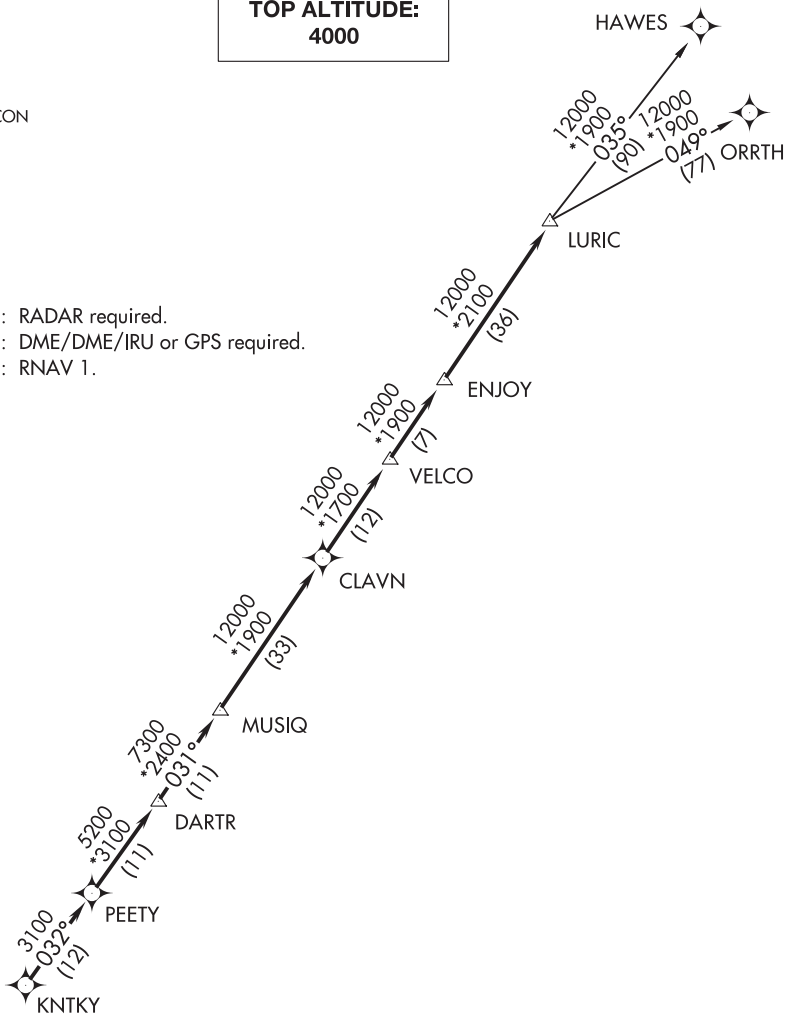 TOP ALTITUDE:
4000
HAWES
12000
*1900
035°
(90)
12000
*1900
049°
(77)
ORRTH
LURIC
: RADAR required.
: DME/DME/IRU or GPS required.
: RNAV 1.
12000
*2100
(36)
ENJOY
12000
*1900
(7)
VELCO
12000
*1700
(12)
CLAVN
12000
*1900
(33)
MUSIQ
7300
*2400
031°
(11)
DARTR
5200
*3100
(11)
PEETY
3100
032°
(12)
KNTKY